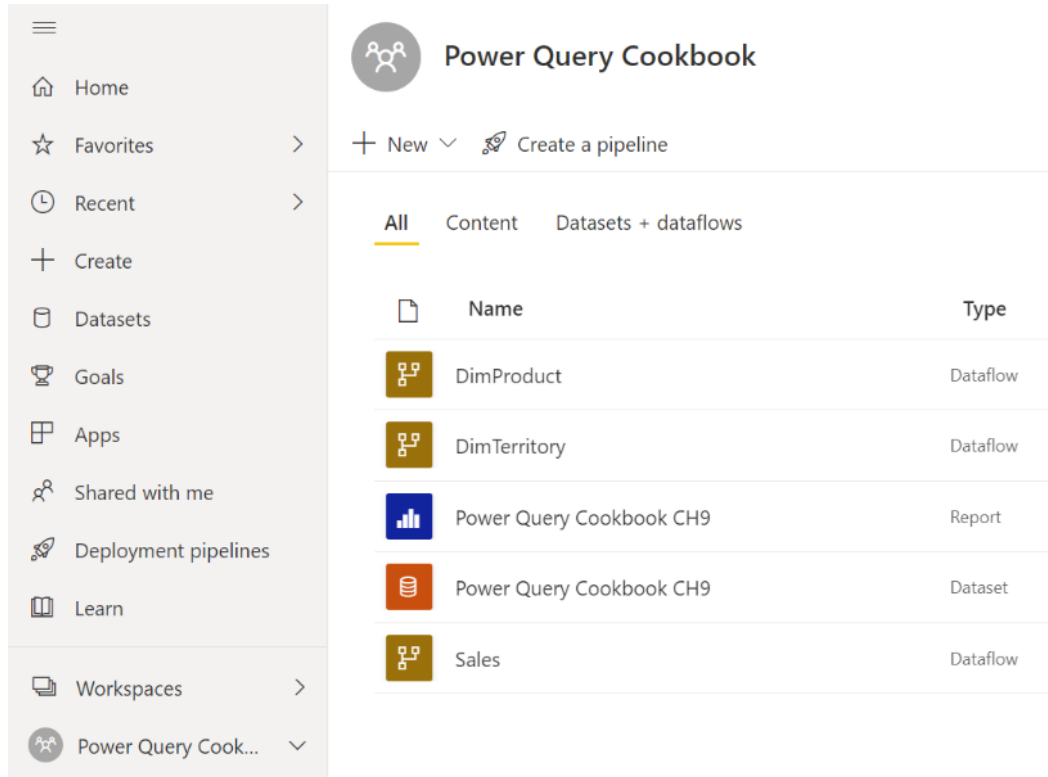 Home
Favorites
Recent
Create
Datasets
Goals
Apps
Shared with me
Deployment pipelines
Learn
Workspaces
Power Query Cook...
Power Query Cookbook
New
Create a pipeline
All Content Datasets + dataflows
Name Type
DimProduct Dataflow
DimTerritory Dataflow
Power Query Cookbook CH9 Report
Power Query Cookbook CH9 Dataset
Sales Dataflow